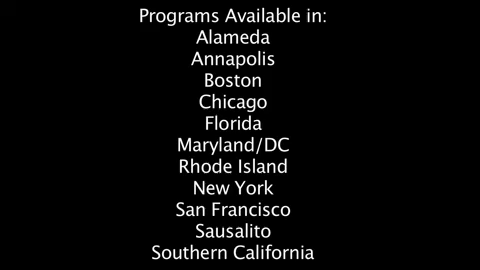 Programs Available in:
Alameda
Annapolis
Boston
Chicago
Florida
Maryland/DC
Rhode Island
New York
San Francisco
Sausalito
Southern California